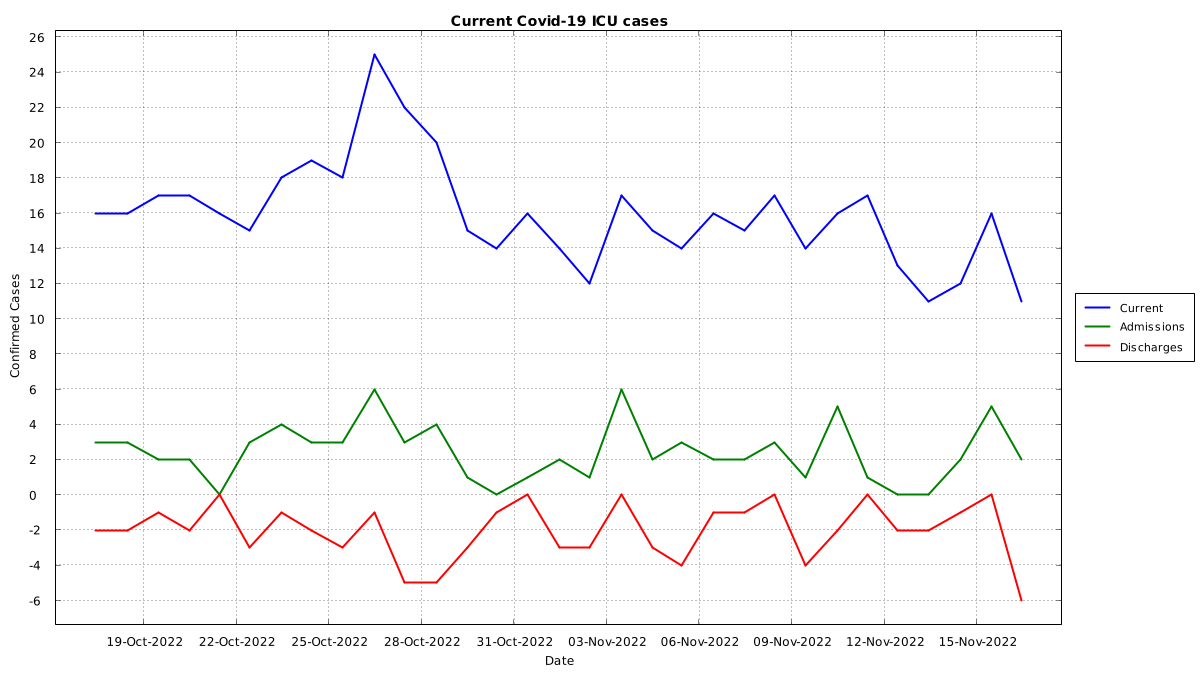 Current Covid-19 ICU cases
26
24
22
20
18
16
14
12
10
8
6
4
2
0
-2
-4
-6
Confirmed Cases
19-Oct-2022 22-Oct-2022 25-Oct-2022 28-Oct-2022 31-Oct-2022 03-Nov-2022 06-Nov-2022 09-Nov-2022 12-Nov-2022 15-Nov-2022
Date
Current
Admissions
Discharges